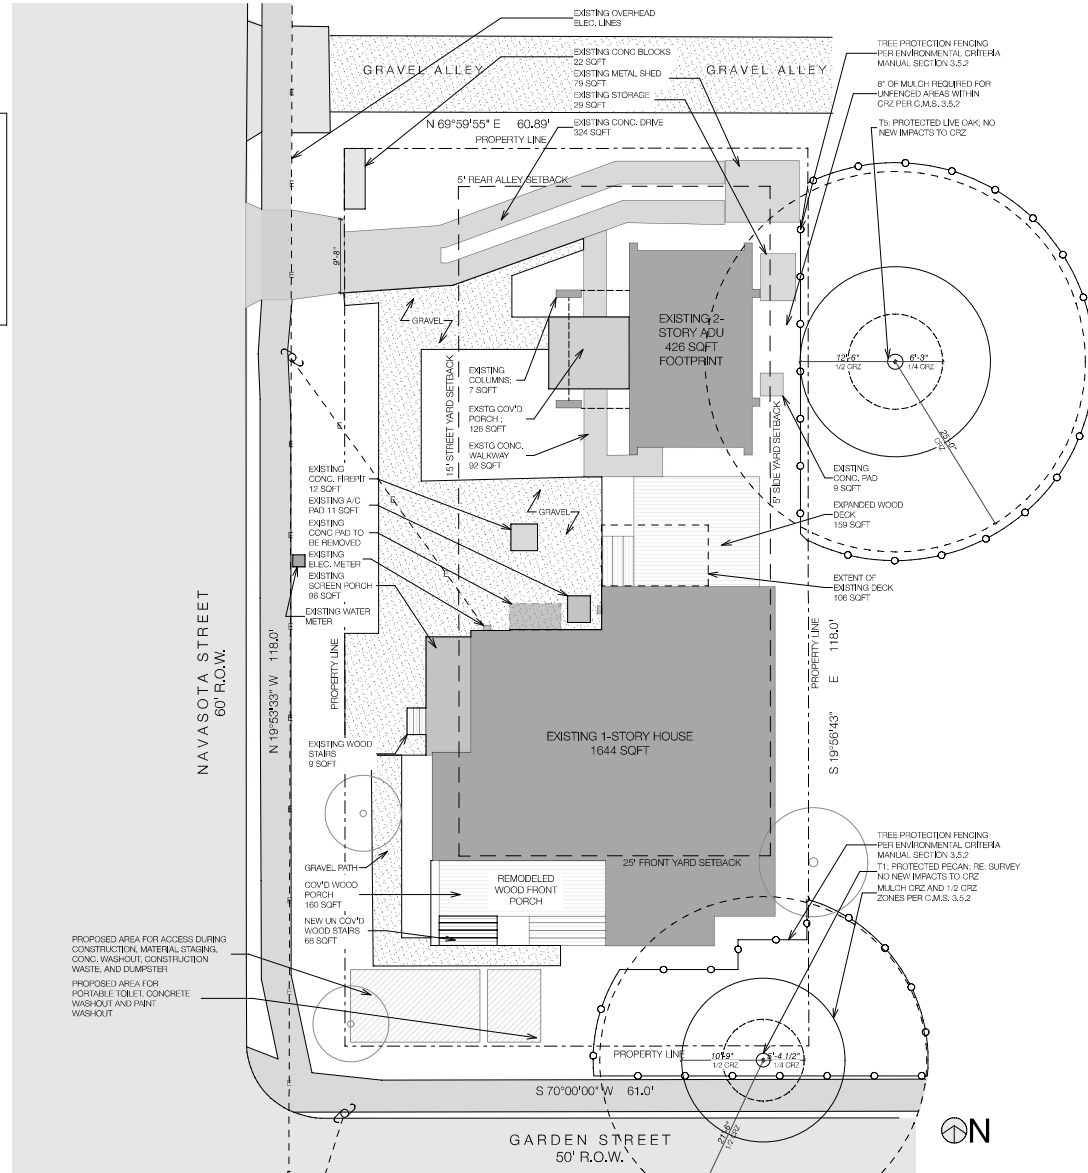 EXISTING OVERHEAD
ELEC. LINES
EXISTING CONC BLOCKS
22 SQFT
EXISTING METAL SHED
79 SQFT
EXISTING STORAGE
29 SQFT
GRAVEL ALLEY
GRAVEL ALLEY
EXISTING CONC. DRIVE
324 SQFT
N 69°59'55" E 60.89'
PROPERTY LINE
TREE PROTECTION FENCING
PER ENVIRONMENTAL CRITERIA
MANUAL SECTION 3.5.2
8" OF MULCH REQUIRED FOR
UNFENCED AREAS WITHIN
CRZ PER C.M.S. 3.5.2
T5: PROTECTED LIVE OAK; NO
NEW IMPACTS TO CRZ
5' REAR ALLEY SETBACK
9'-8"
GRAVEL
EXISTING 2-
STORY ADU
426 SQFT
FOOTPRINT
12'-6"
1/2 CRZ
6'-3"
1/4 CRZ
25'-0"
CRZ
15' STREET YARD SETBACK
EXISTING
COLUMNS;
7 SQFT
EXSTG COV'D
PORCH ;
126 SQFT
EXSTG CONC.
WALKWAY
92 SQFT
5' SIDE YARD SETBACK
EXISTING
CONC. PAD
9 SQFT
EXISTING
CONC. FIREPIT
12 SQFT
EXISTING A/C
PAD 11 SQFT
EXISTING
CONC PAD TO
BE REMOVED
EXISTING
ELEC. METER
EXISTING
SCREEN PORCH
96 SQFT
EXISTING WATER
METER
GRAVEL
EXPANDED WOOD
DECK
159 SQFT
EXTENT OF
EXISTING DECK
106 SQFT
NAVASOTA STREET
60' R.O.W.
N 19°53'33" W 118.0'
PROPERTY LINE
PROPERTY LINE
S 19°56'43" E 118.0'
EXISTING 1-STORY HOUSE
1644 SQFT
EXISTING WOOD
STAIRS
9 SQFT
25' FRONT YARD SETBACK
GRAVEL PATH
COV'D WOOD
PORCH
160 SQFT
NEW UN COV'D
WOOD STAIRS
68 SQFT
REMODELED
WOOD FRONT
PORCH
TREE PROTECTION FENCING
PER ENVIRONMENTAL CRITERIA
MANUAL SECTION 3.5.2
T1; PROTECTED PECAN; RE: SURVEY
NO NEW IMPACTS TO CRZ
MULCH CRZ AND 1/2 CRZ
ZONES PER C.M.S. 3.5.2
PROPOSED AREA FOR ACCESS DURING
CONSTRUCTION, MATERIAL STAGING,
CONC. WASHOUT, CONSTRUCTION
WASTE, AND DUMPSTER
PROPOSED AREA FOR
PORTABLE TOILET, CONCRETE
WASHOUT AND PAINT
WASHOUT
PROPERTY LINE
10'-9"
1/2 CRZ
5'-4 1/2"
1/4 CRZ
21'-6"
1/2 CRZ
S 70°00'00" W 61.0'
GARDEN STREET
50' R.O.W.
N